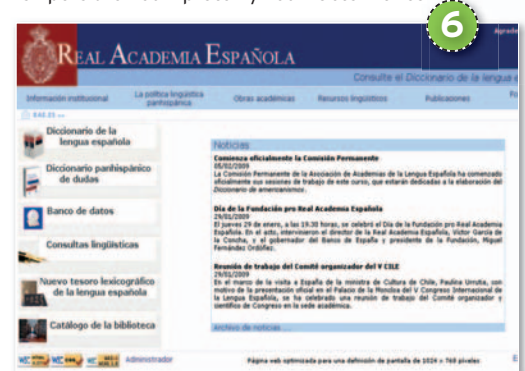 6
Agrade
REAL ACADEMIA ESPAÑOLA
Consulte el Diccionario de la lengua e
Información institucional
La política lingüística panhispánica
Obras académicas
Recursos lingüísticos
Publicaciones
RAE.ES
Diccionario de la
lengua española
Diccionario panhispánico
de dudas
Banco de datos
Consultas lingüísticas
Nuevo tesoro lexicográfico
de la lengua española
Catálogo de la biblioteca
Noticias
Comienza oficialmente la Comisión Permanente
05/02/2009
La Comisión Permanente de la Asociación de Academias de la Lengua Española ha comenzado
oficialmente sus sesiones de trabajo de este curso, que estarán dedicadas a la elaboración del
Diccionario de americanismos.
Día de la Fundación pro Real Academia Española
29/01/2009
El jueves 29 de enero, a las 19.30 horas, se celebró el Día de la Fundación pro Real Academia
Española. En el acto, intervinieron el director de la Real Academia Española, Víctor García de
la Concha, y el gobernador del Banco de España y presidente de la Fundación, Miguel
Fernández Ordóñez.
Reunión de trabajo del Comité organizador del V CILE
29/01/2009
En el marco de la visita a España de la ministra de Cultura de Chile, Paulina Urrutia, con
motivo de la presentación oficial en el Palacio de la Moncloa del V Congreso Internacional de
la Lengua Española, se ha celebrado una reunión de trabajo del Comité organizador y
científico de Congreso en la sede académica.
Archivo de noticias
Administrador
Página web optimizada para una definición de pantalla de 1024 x 768 píxeles